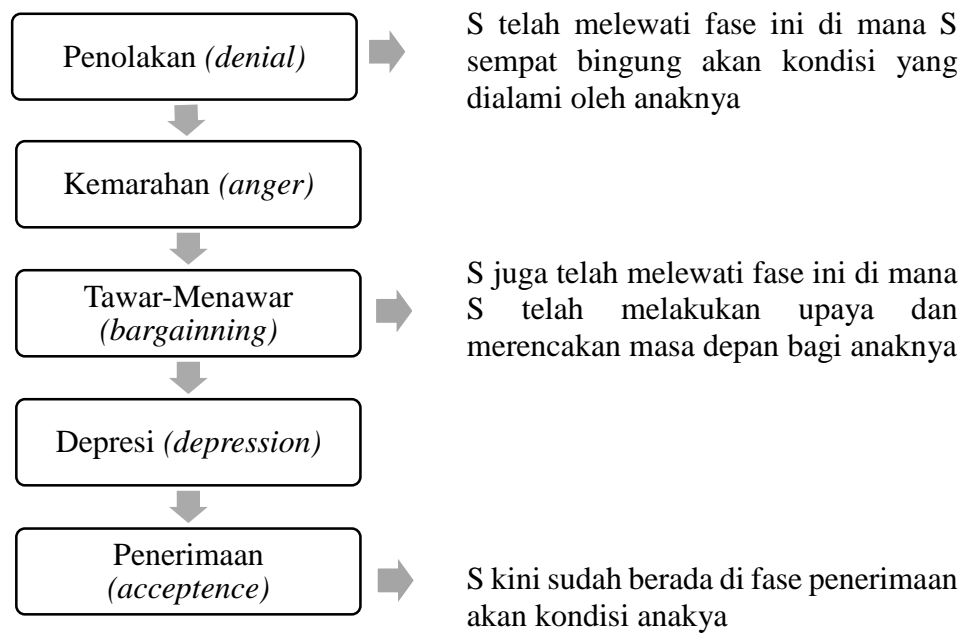 Penolakan (denial)
S telah melewati fase ini di mana S
sempat bingung akan kondisi yang
dialami oleh anaknya
Kemarahan (anger)
Tawar-Menawar
(bargainning)
S juga telah melewati fase ini di mana
S telah melakukan upaya dan
merencakan masa depan bagi anaknya
Depresi (depression)
Penerimaan
(acceptence)
S kini sudah berada di fase penerimaan
akan kondisi anakya